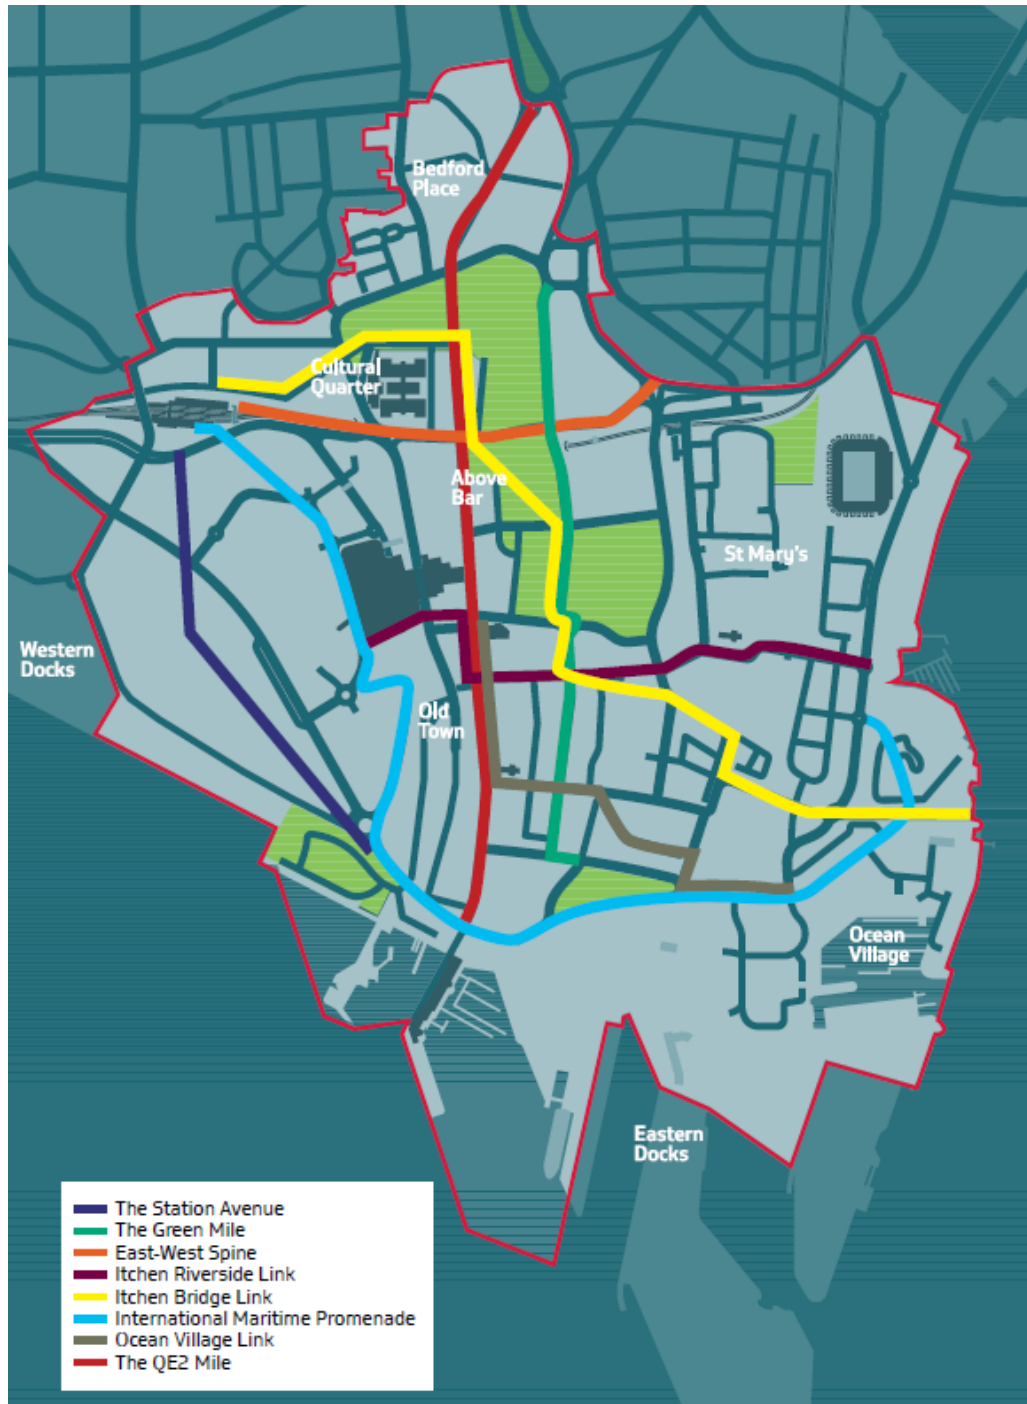 Bedford
Place
Cultural
Quarter
Above
Bar
St Mary's
Western
Docks
Old
Town
Ocean
Village
Eastern
Docks
The Station Avenue
The Green Mile
East-West Spine
Itchen Riverside Link
Itchen Bridge Link
International Maritime Promenade
Ocean Village Link
The QE2 Mile